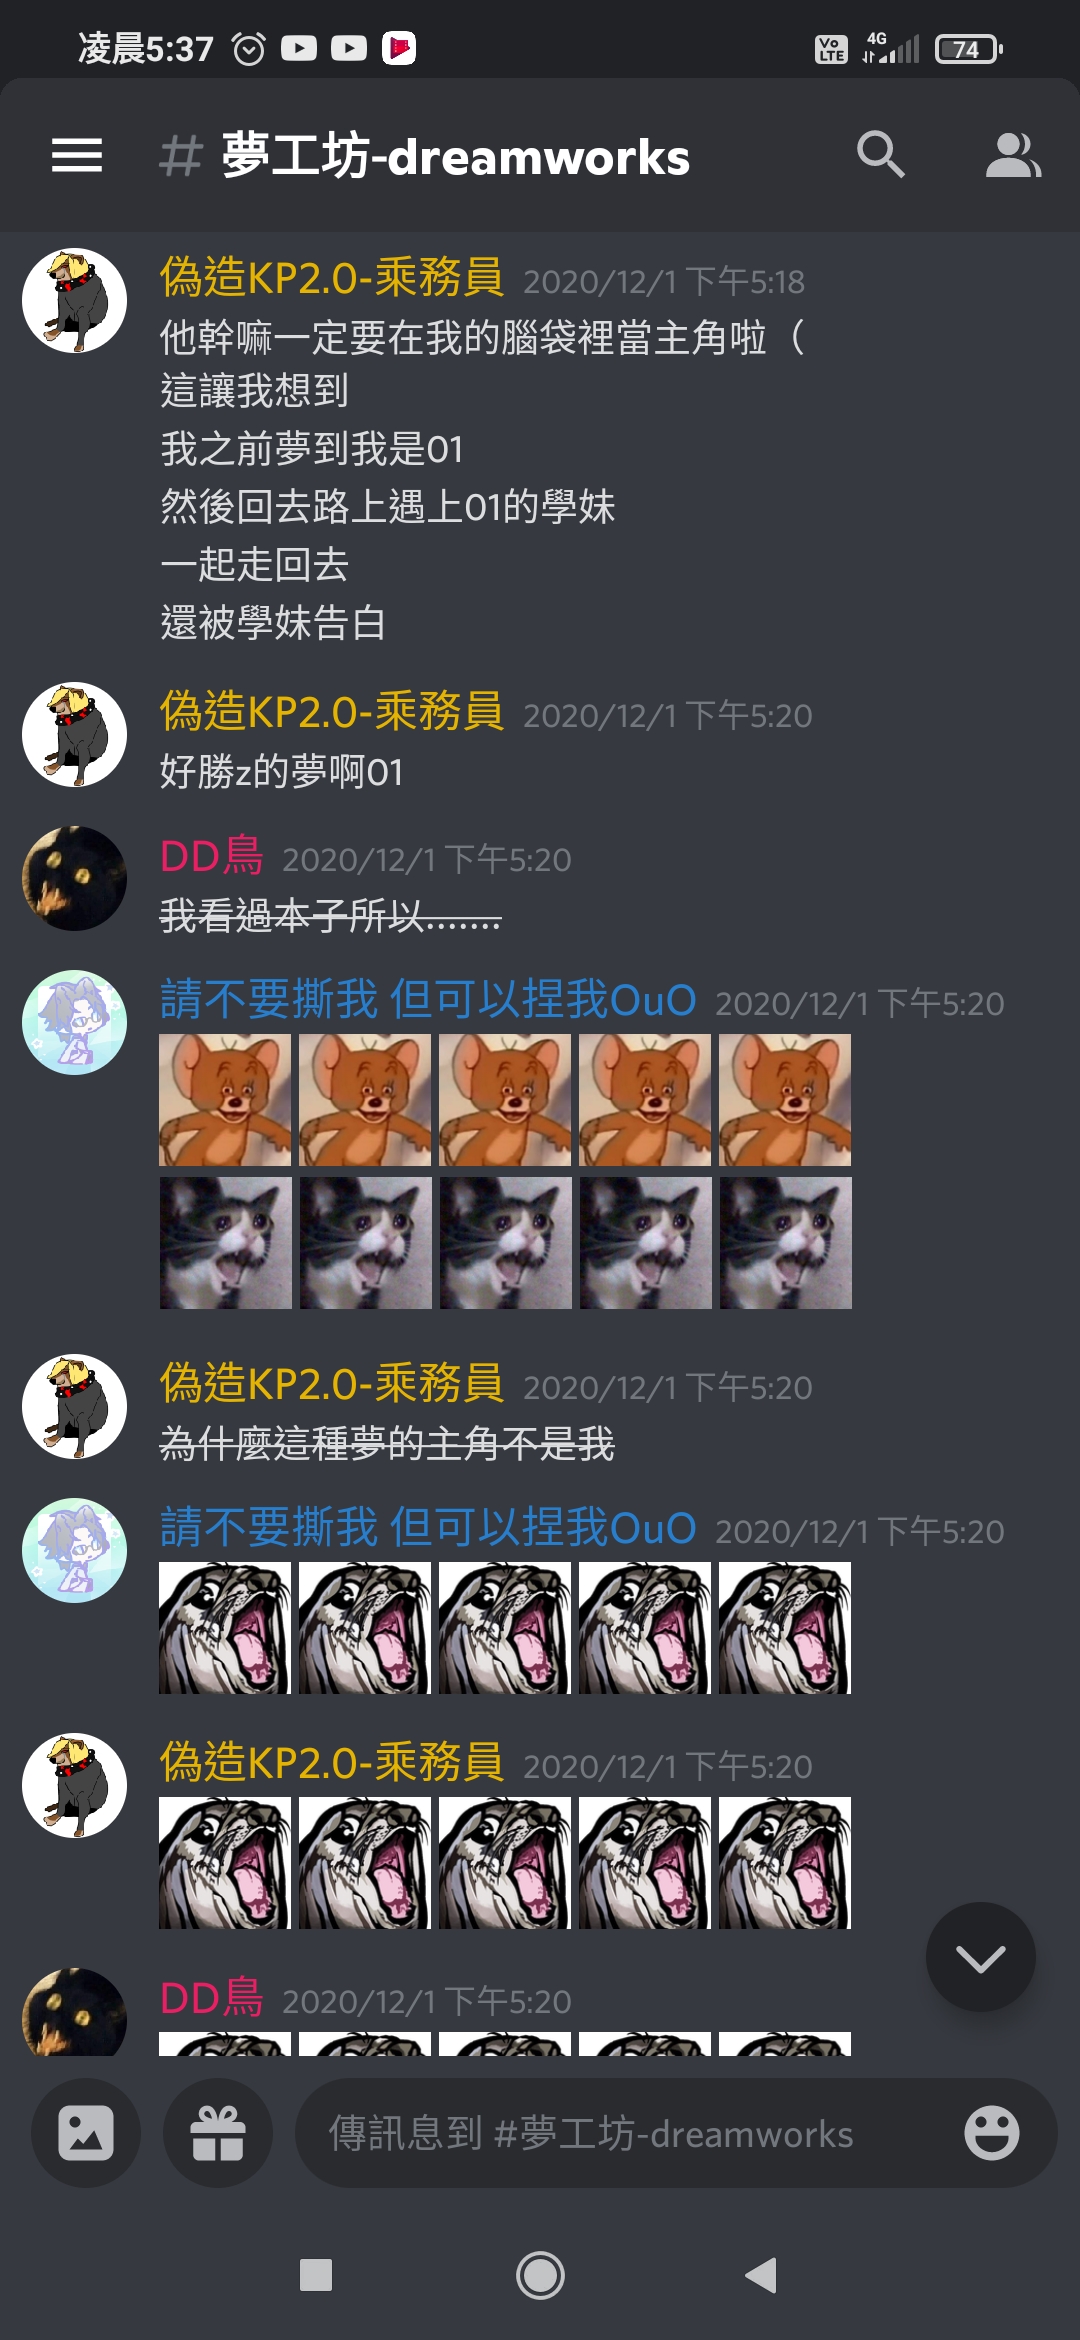 凌晨5:37
Vo LTE
4G
74
# 夢工坊-dreamworks
偽造KP2.0-乘務員 2020/12/1 下午5:18
他幹嘛一定要在我的腦袋裡當主角啦（
這讓我想到
我之前夢到我是01
然後回去路上遇上01的學妹
一起走回去
還被學妹告白
偽造KP2.0-乘務員 2020/12/1 下午5:20
好勝z的夢啊01
DD鳥 2020/12/1 下午5:20
我看過本子所以.......
請不要撕我 但可以捏我OuO 2020/12/1 下午5:20
偽造KP2.0-乘務員 2020/12/1 下午5:20
為什麼這種夢的主角不是我
請不要撕我 但可以捏我OuO 2020/12/1 下午5:20
偽造KP2.0-乘務員 2020/12/1 下午5:20
DD鳥 2020/12/1 下午5:20
傳訊息到 #夢工坊-dreamworks